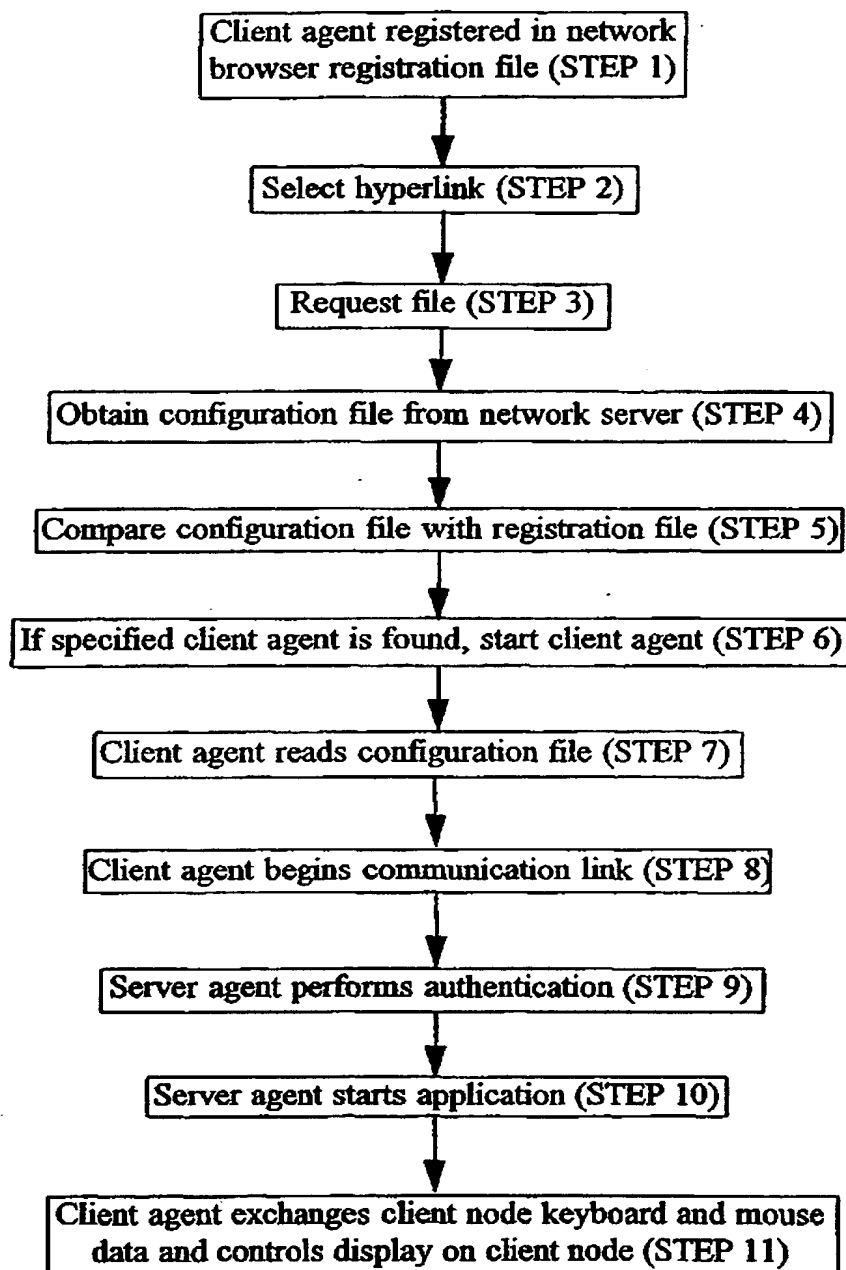 Client agent registered in network
browser registration file (STEP 1)
Select hyperlink (STEP 2)
Request file (STEP 3)
Obtain configuration file from network server (STEP 4)
Compare configuration file with registration file (STEP 5)
If specified client agent is found, start client agent (STEP 6)
Client agent reads configuration file (STEP 7)
Client agent begins communication link (STEP 8)
Server agent performs authentication (STEP 9)
Server agent starts application (STEP 10)
Client agent exchanges client node keyboard and mouse
data and controls display on client node (STEP 11)